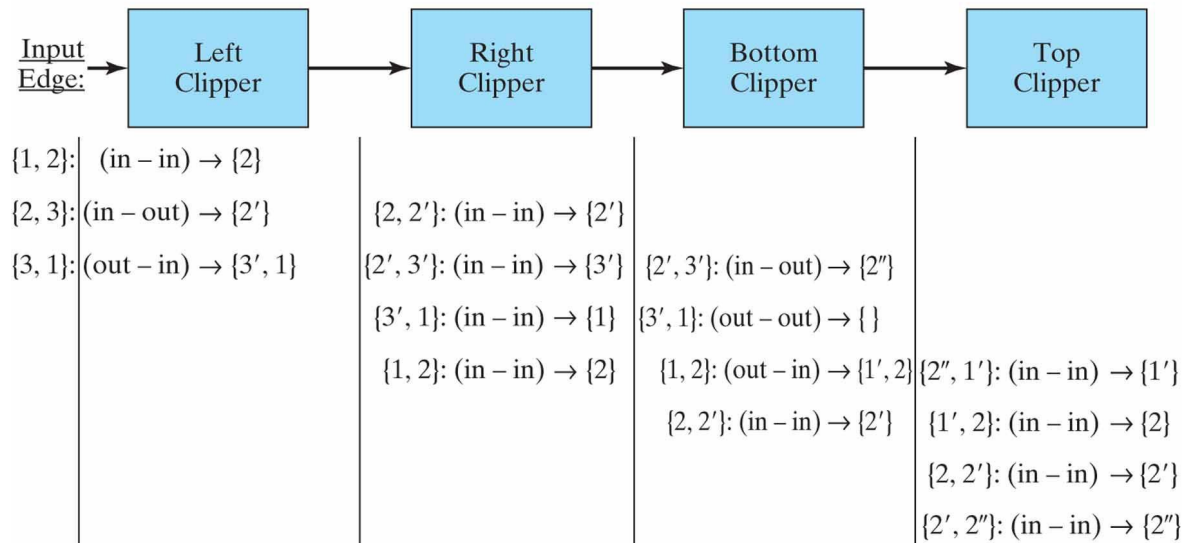 Input Edge:
Left Clipper
Right Clipper
Bottom Clipper
Top Clipper
{1, 2}: (in – in) → {2}
{2, 3}: (in – out) → {2′}
{3, 1}: (out – in) → {3′, 1}
{2, 2′}: (in – in) → {2′}
{2′, 3′}: (in – in) → {3′}
{3′, 1}: (in – in) → {1}
{1, 2}: (in – in) → {2}
{2′, 3′}: (in – out) → {2″}
{3′, 1}: (out – out) → { }
{1, 2}: (out – in) → {1′, 2}
{2, 2′}: (in – in) → {2′}
{2″, 1′}: (in – in) → {1′}
{1′, 2}: (in – in) → {2}
{2, 2′}: (in – in) → {2′}
{2′, 2″}: (in – in) → {2″}